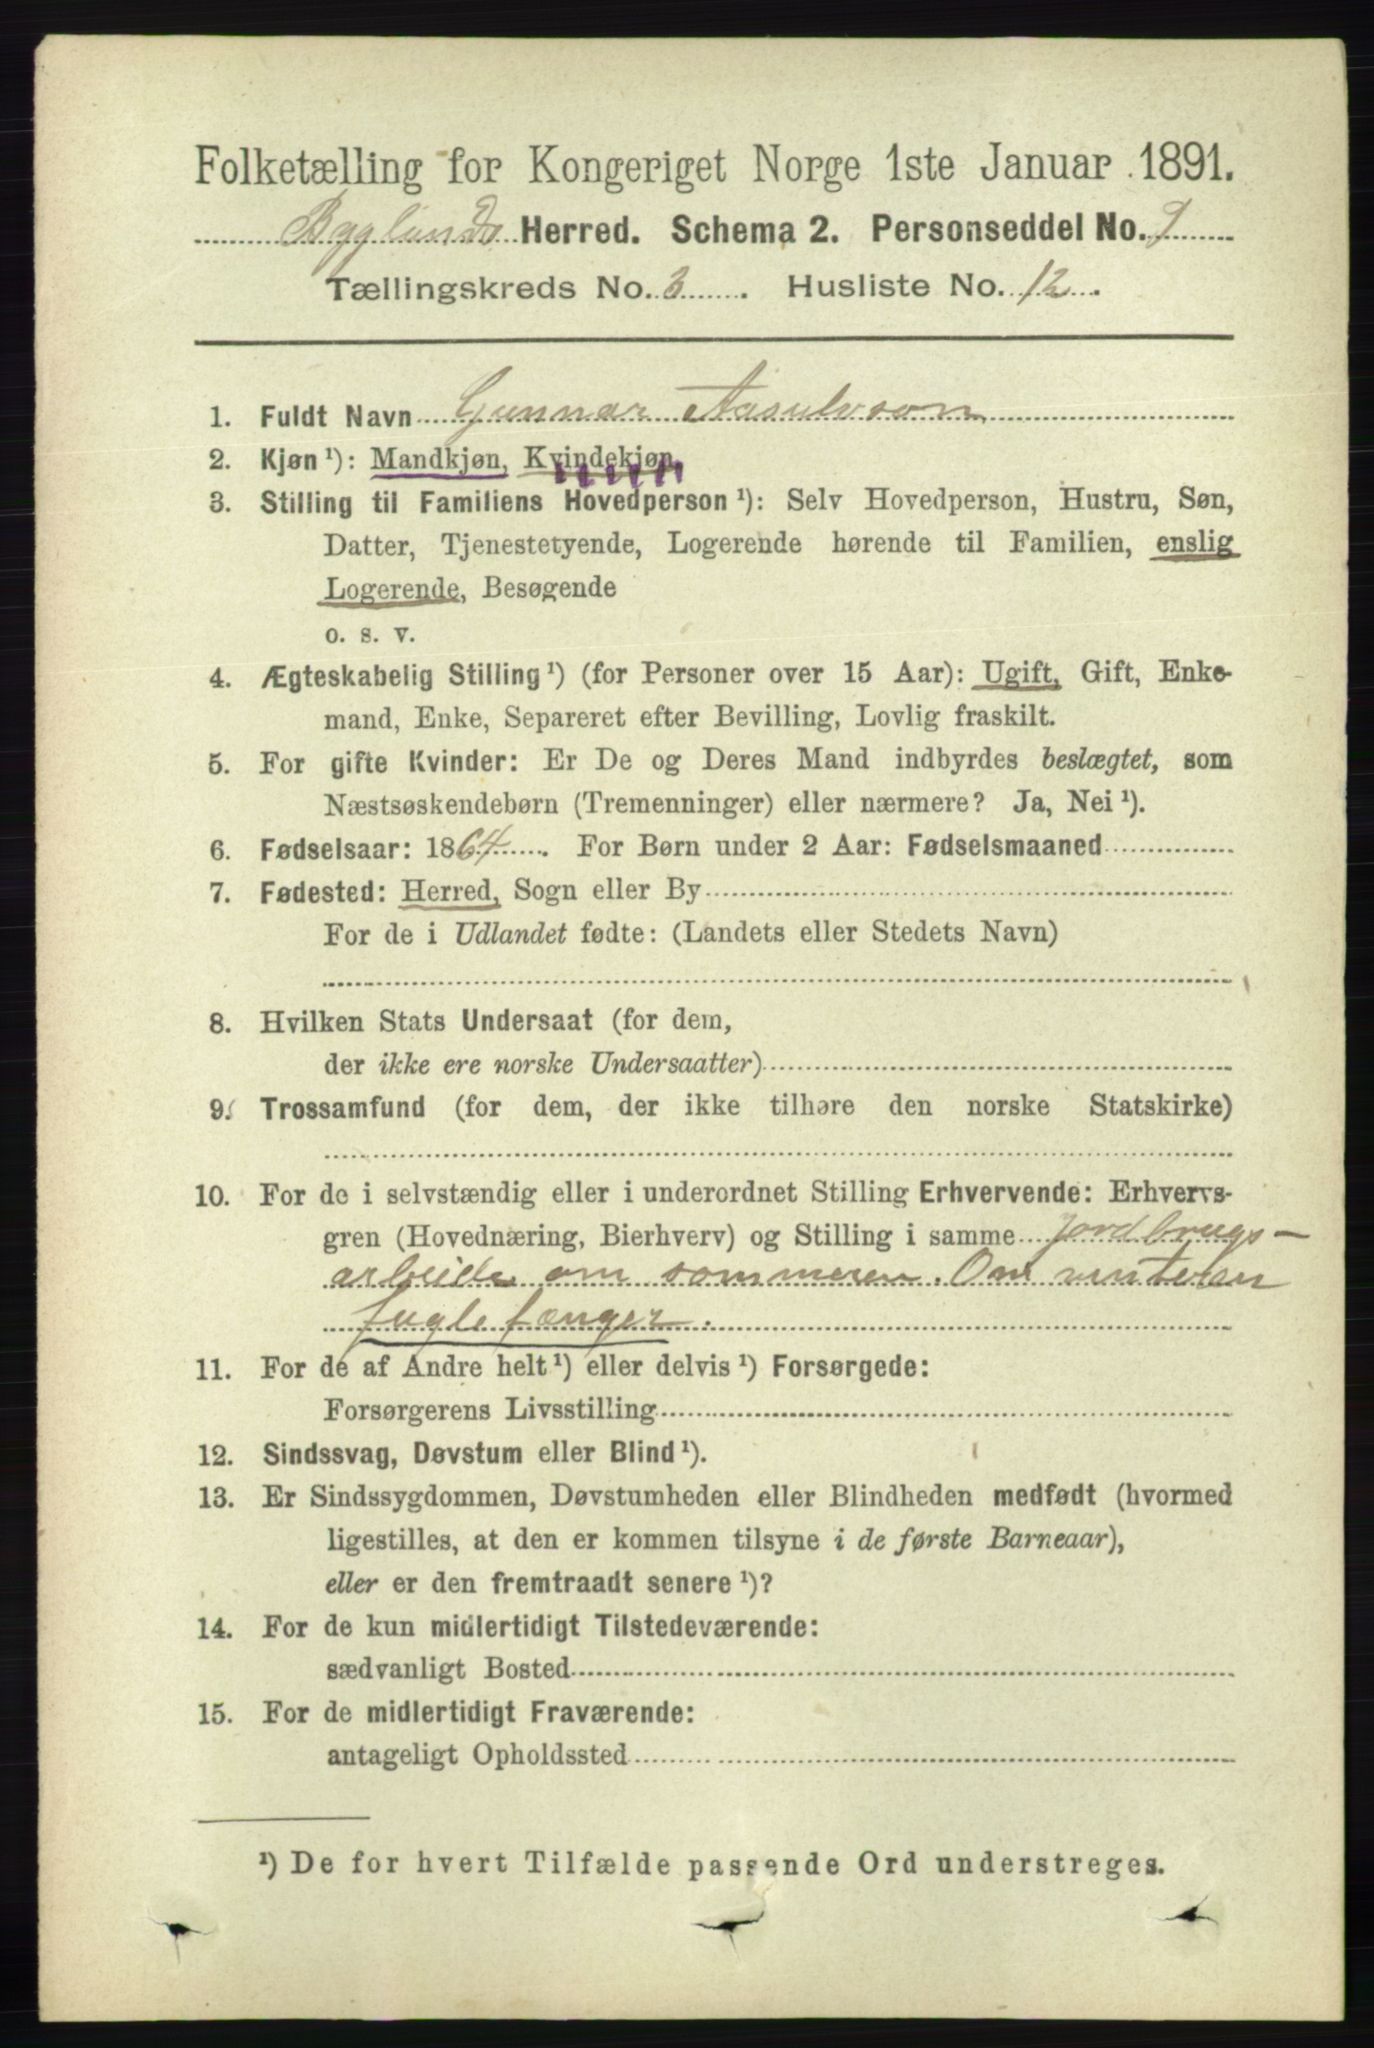 Folketælling for Kongeriget Norge 1ste Januar 1891.
Byglands Herred. Schema 2. Personseddel No. 9
Tællingskreds No. 3. Husliste No. 12.
1. Fuldt Navn Gunnar Aasulvson
2. Kjøn ¹): Mandkjøn, Kvindekjøn.
3. Stilling til Familiens Hovedperson ¹): Selv Hovedperson, Hustru, Søn,
Datter, Tjenestetyende, Logerende hørende til Familien, enslig
Logerende, Besøgende
o. s. v.
4. Ægteskabelig Stilling ¹) (for Personer over 15 Aar): Ugift, Gift, Enke-
mand, Enke, Separeret efter Bevilling, Lovlig fraskilt.
5. For gifte Kvinder: Er De og Deres Mand indbyrdes beslægtet, som
Næstsøskendebørn (Tremenninger) eller nærmere? Ja, Nei ¹).
6. Fødselsaar: 1864. For Børn under 2 Aar: Fødselsmaaned
7. Fødested: Herred, Sogn eller By
For de i Udlandet fødte: (Landets eller Stedets Navn)
8. Hvilken Stats Undersaat (for dem,
der ikke ere norske Undersaatter)
9. Trossamfund (for dem, der ikke tilhøre den norske Statskirke)
10. For de i selvstændig eller i underordnet Stilling Erhvervende: Erhvervs-
gren (Hovednæring, Bierhverv) og Stilling i samme Jordbrugs-
arbeide om sommeren. Om vinteren
fuglefænger.
11. For de af Andre helt ¹) eller delvis ¹) Forsørgede:
Forsørgerens Livsstilling
12. Sindssvag, Døvstum eller Blind ¹).
13. Er Sindssygdommen, Døvstumheden eller Blindheden medfødt (hvormed
ligestilles, at den er kommen tilsyne i de første Barneaar),
eller er den fremtraadt senere ¹)?
14. For de kun midlertidigt Tilstedeværende:
sædvanligt Bosted
15. For de midlertidigt Fraværende:
antageligt Opholdssted
¹) De for hvert Tilfælde passende Ord understreges.